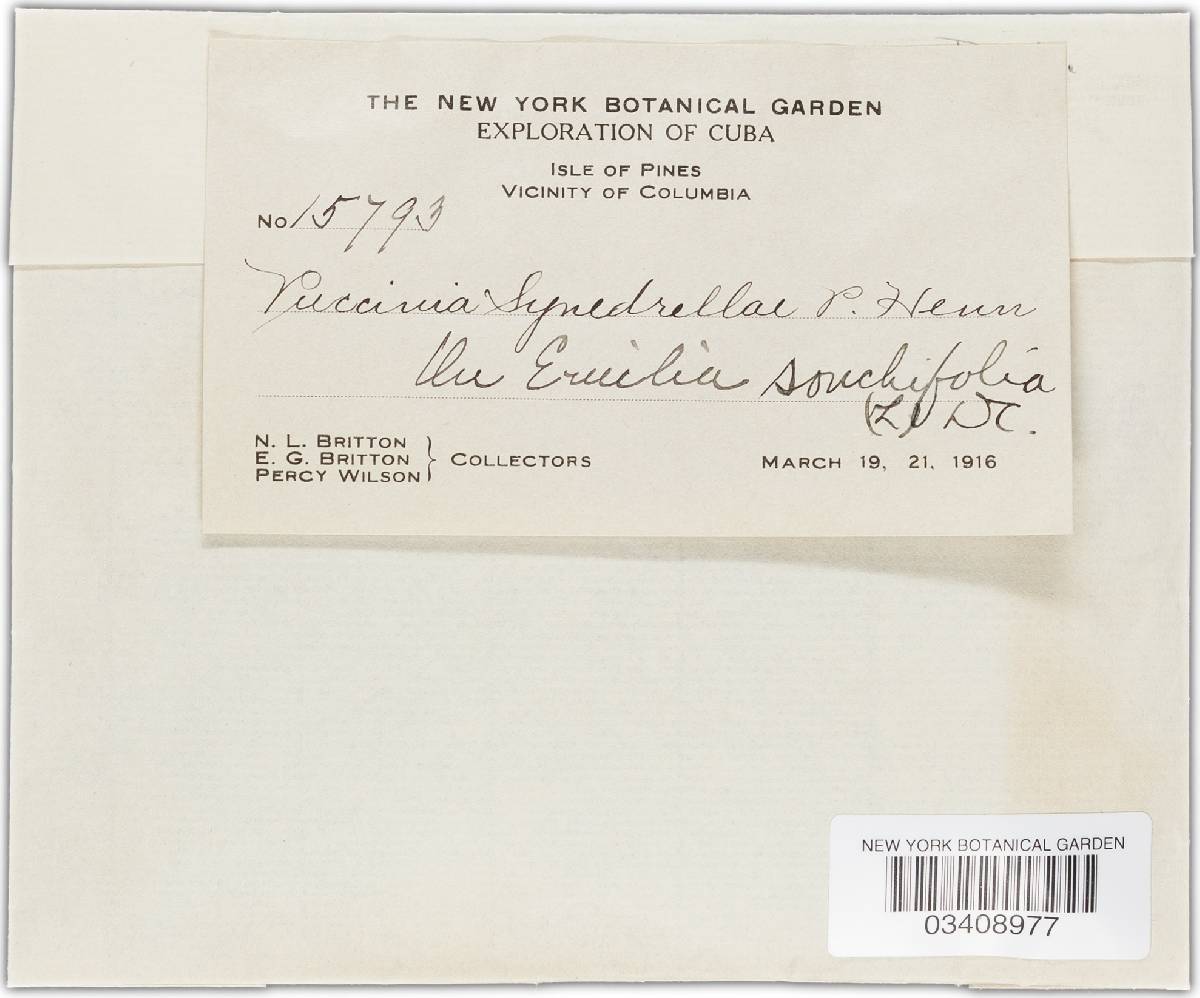 THE NEW YORK BOTANICAL GARDEN
EXPLORATION OF CUBA
ISLE OF PINES
VICINITY OF COLUMBIA
No 15793
Puccinia Synedrellae P. Henn
On Emilia sonchifolia
(L) DC.
N. L. BRITTON
E. G. BRITTON } COLLECTORS MARCH 19, 21, 1916
PERCY WILSON
NEW YORK BOTANICAL GARDEN
03408977